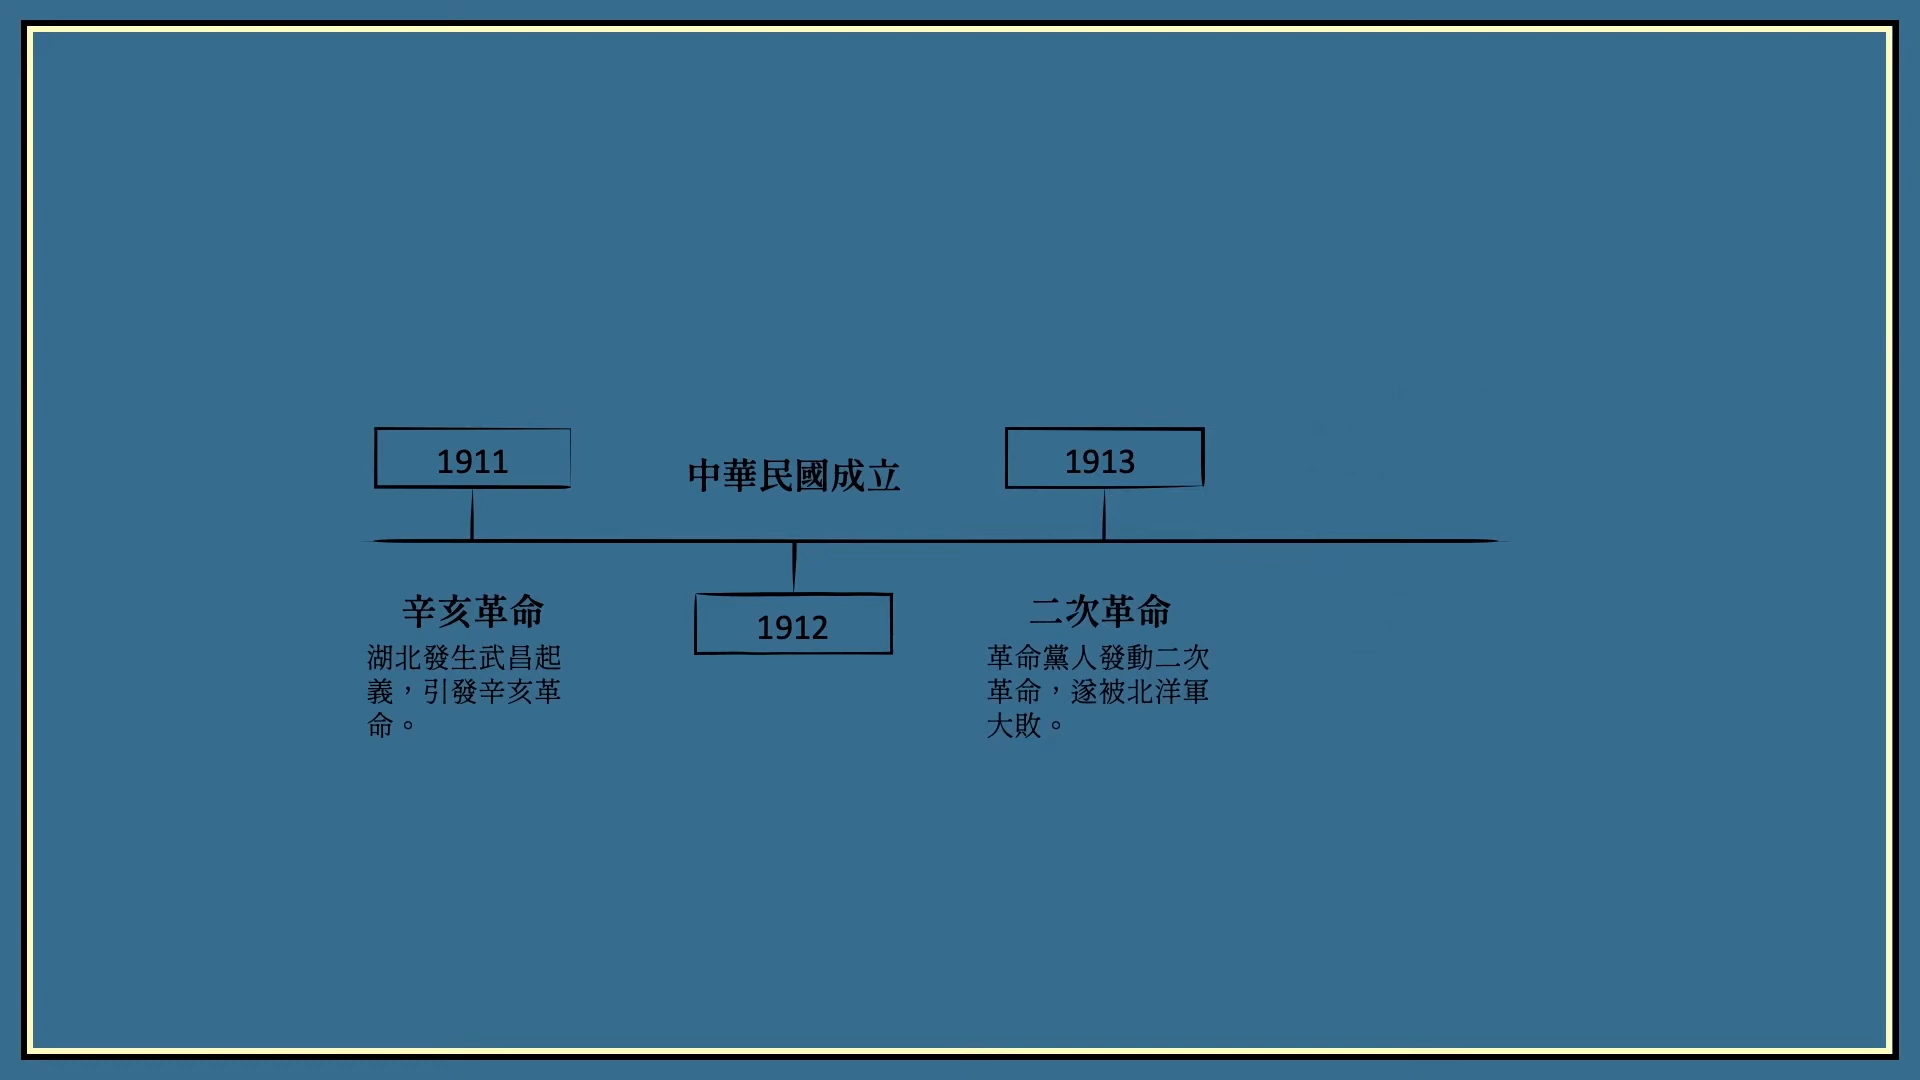 1911
辛亥革命
湖北發生武昌起
義，引發辛亥革
命。
中華民國成立
1912
1913
二次革命
革命黨人發動二次
革命，遂被北洋軍
大敗。